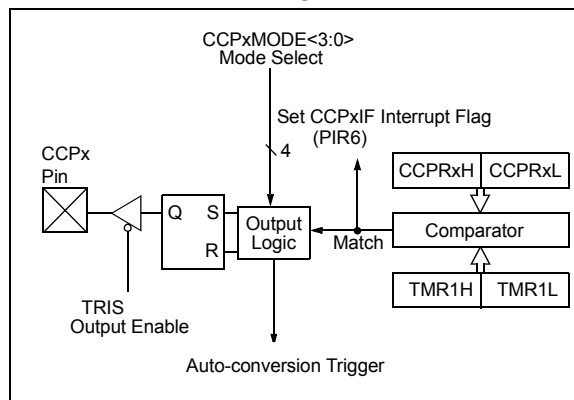 CCPxMODE<3:0>
Mode Select
Set CCPxIF Interrupt Flag
(PIR6)
4
CCPx
Pin
CCPRxH CCPRxL
Q S
R
Output
Logic
Match
Comparator
TMR1H TMR1L
TRIS
Output Enable
Auto-conversion Trigger